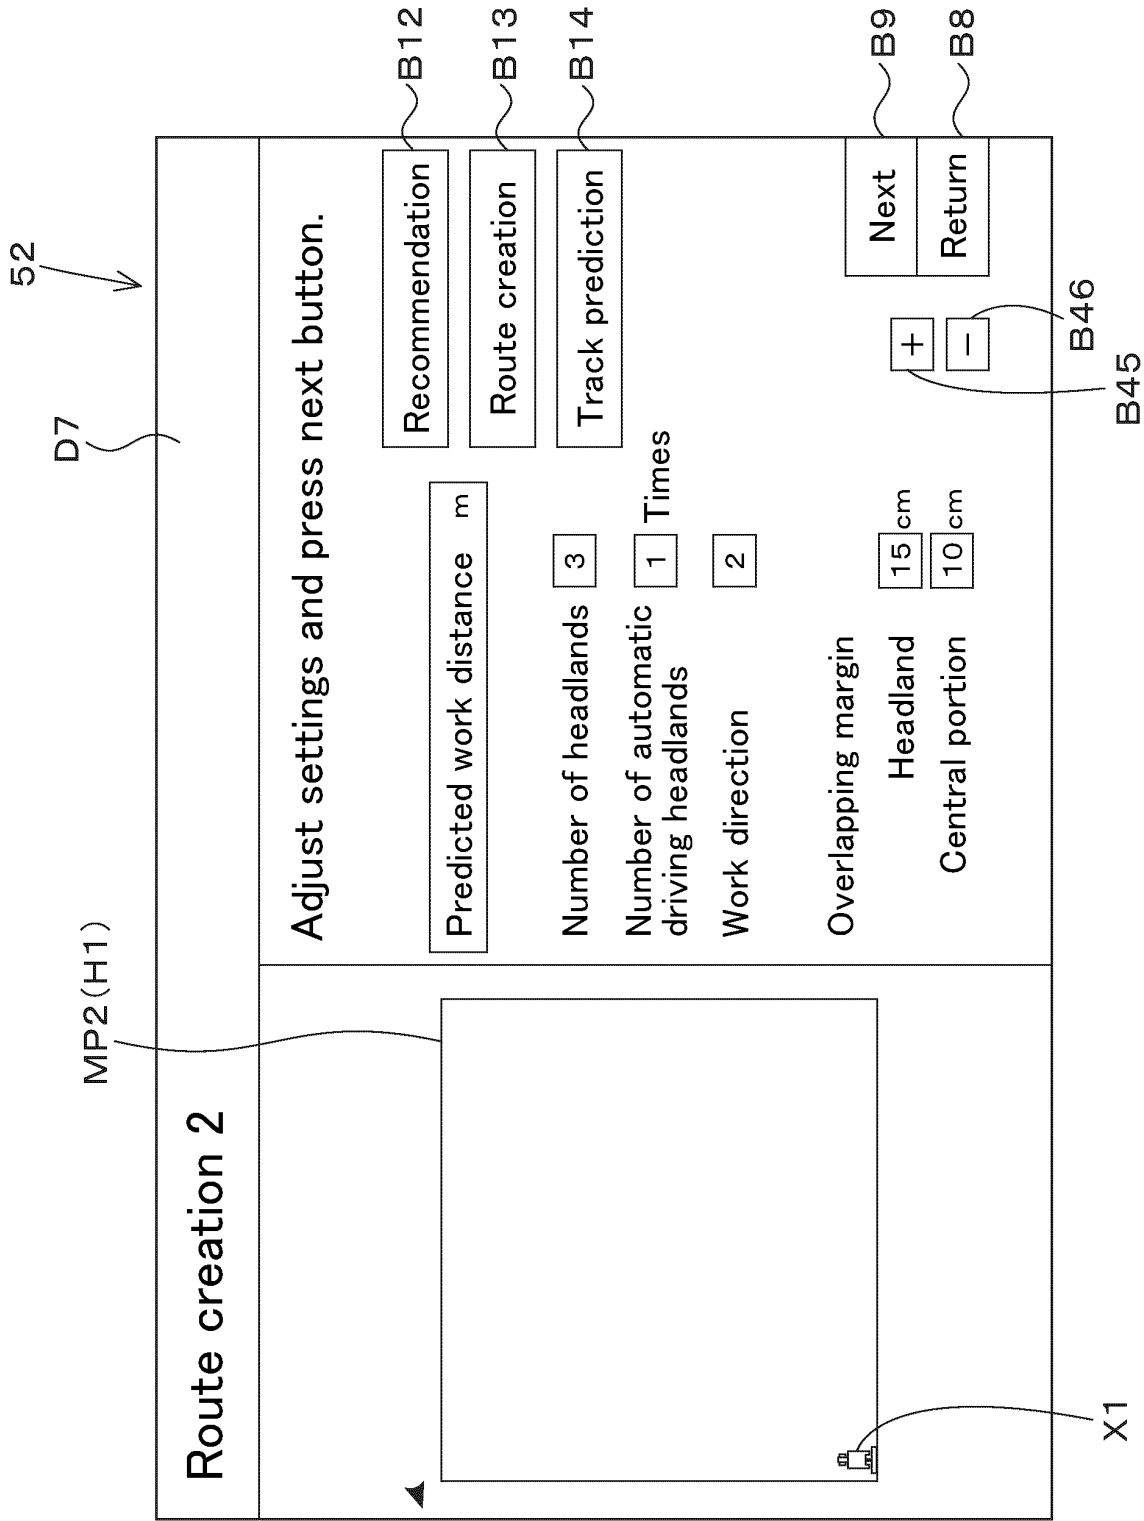 52
D7
MP2(H1)
Route creation 2
Adjust settings and press next button.
Predicted work distance m
Recommendation
B12
Route creation
B13
Track prediction
B14
Number of headlands 3
Number of automatic
driving headlands
1 Times
Work direction 2
Overlapping margin
Headland 15 cm
Central portion 10 cm
+
−
Next
B9
Return
B8
B46
B45
X1